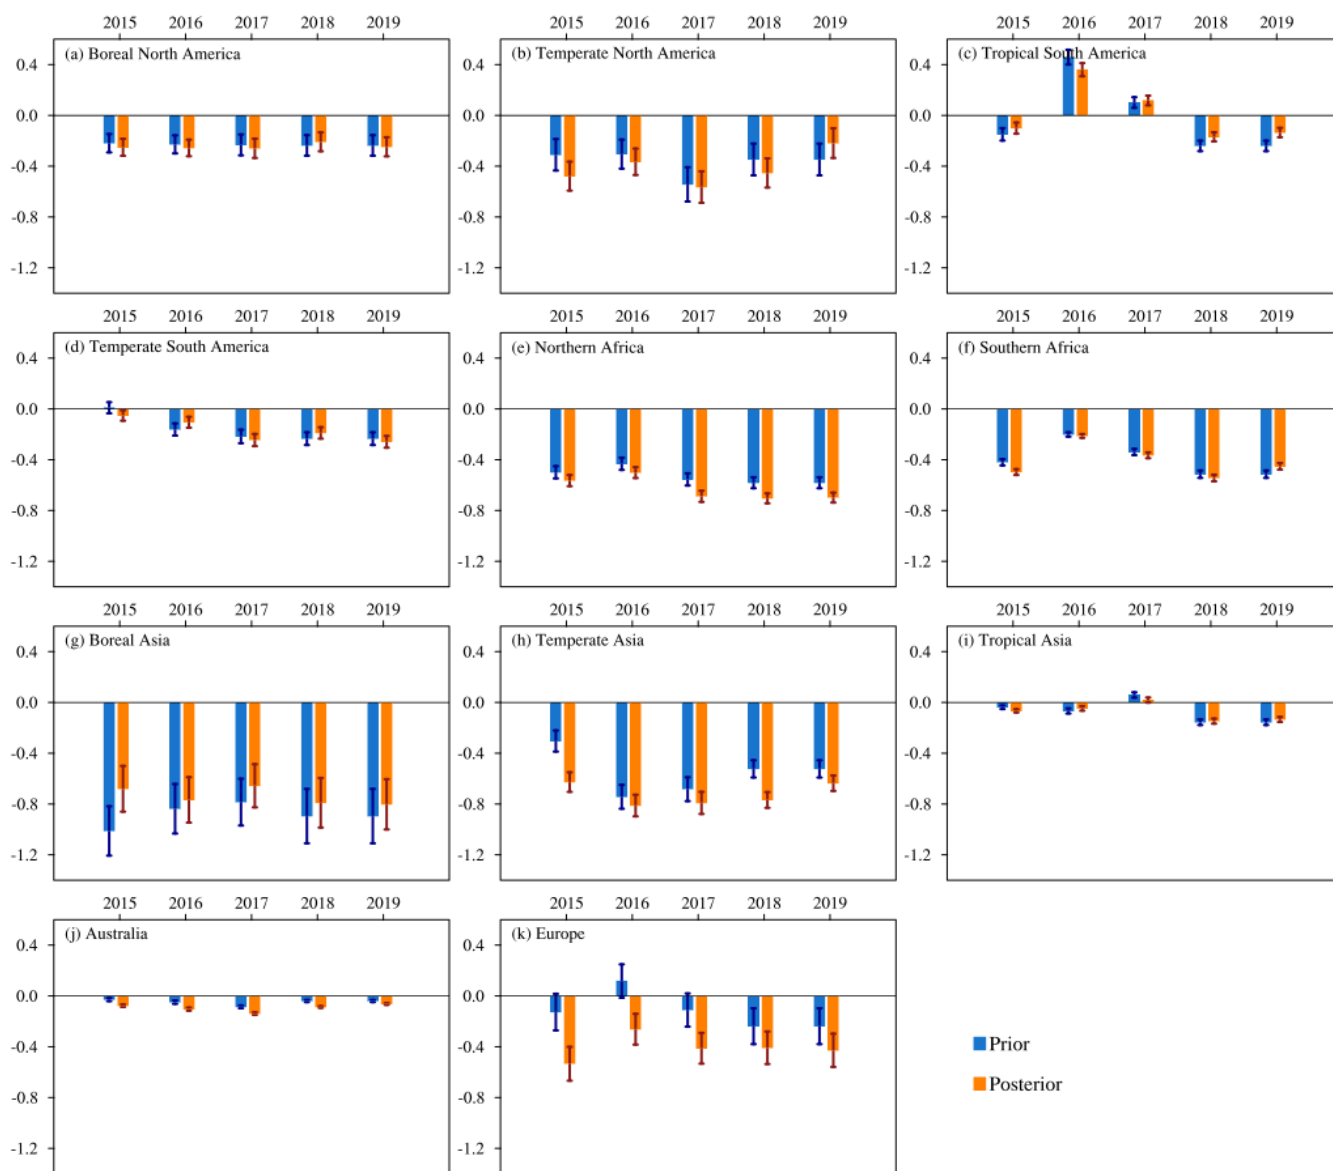 2015 2016 2017 2018 2019 2015 2016 2017 2018 2019 2015 2016 2017 2018 2019
(a) Boreal North America (b) Temperate North America (c) Tropical South America
0.4 0.4 0.4
0.0 0.0 0.0
-0.4 -0.4 -0.4
-0.8 -0.8 -0.8
-1.2 -1.2 -1.2
2015 2016 2017 2018 2019 2015 2016 2017 2018 2019 2015 2016 2017 2018 2019
(d) Temperate South America (e) Northern Africa (f) Southern Africa
0.4 0.4 0.4
0.0 0.0 0.0
-0.4 -0.4 -0.4
-0.8 -0.8 -0.8
-1.2 -1.2 -1.2
2015 2016 2017 2018 2019 2015 2016 2017 2018 2019 2015 2016 2017 2018 2019
(g) Boreal Asia (h) Temperate Asia (i) Tropical Asia
0.4 0.4 0.4
0.0 0.0 0.0
-0.4 -0.4 -0.4
-0.8 -0.8 -0.8
-1.2 -1.2 -1.2
2015 2016 2017 2018 2019 2015 2016 2017 2018 2019
(j) Australia (k) Europe
0.4 0.4
0.0 0.0
-0.4 -0.4
-0.8 -0.8
-1.2 -1.2
Prior
Posterior